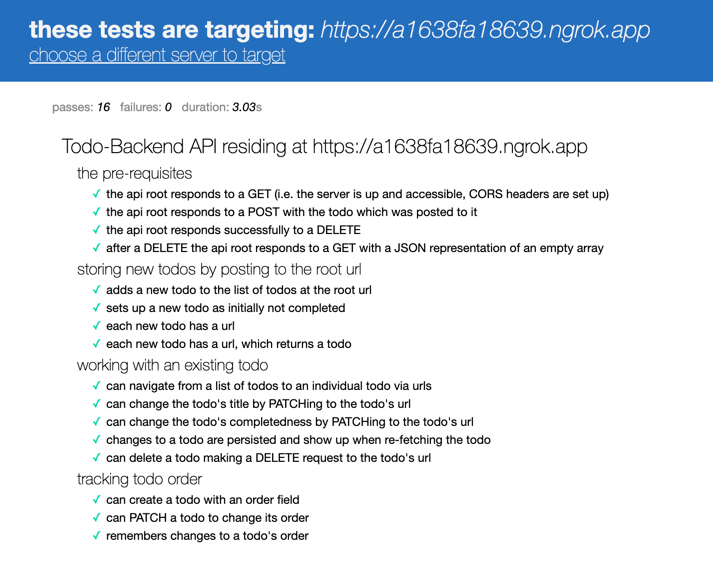 these tests are targeting: https://a1638fa18639.ngrok.app
choose a different server to target
passes: 16 failures: 0 duration: 3.03s
Todo-Backend API residing at https://a1638fa18639.ngrok.app
the pre-requisites
✓ the api root responds to a GET (i.e. the server is up and accessible, CORS headers are set up)
✓ the api root responds to a POST with the todo which was posted to it
✓ the api root responds successfully to a DELETE
✓ after a DELETE the api root responds to a GET with a JSON representation of an empty array
storing new todos by posting to the root url
✓ adds a new todo to the list of todos at the root url
✓ sets up a new todo as initially not completed
✓ each new todo has a url
✓ each new todo has a url, which returns a todo
working with an existing todo
✓ can navigate from a list of todos to an individual todo via urls
✓ can change the todo's title by PATCHing to the todo's url
✓ can change the todo's completedness by PATCHing to the todo's url
✓ changes to a todo are persisted and show up when re-fetching the todo
✓ can delete a todo making a DELETE request to the todo's url
tracking todo order
✓ can create a todo with an order field
✓ can PATCH a todo to change its order
✓ remembers changes to a todo's order